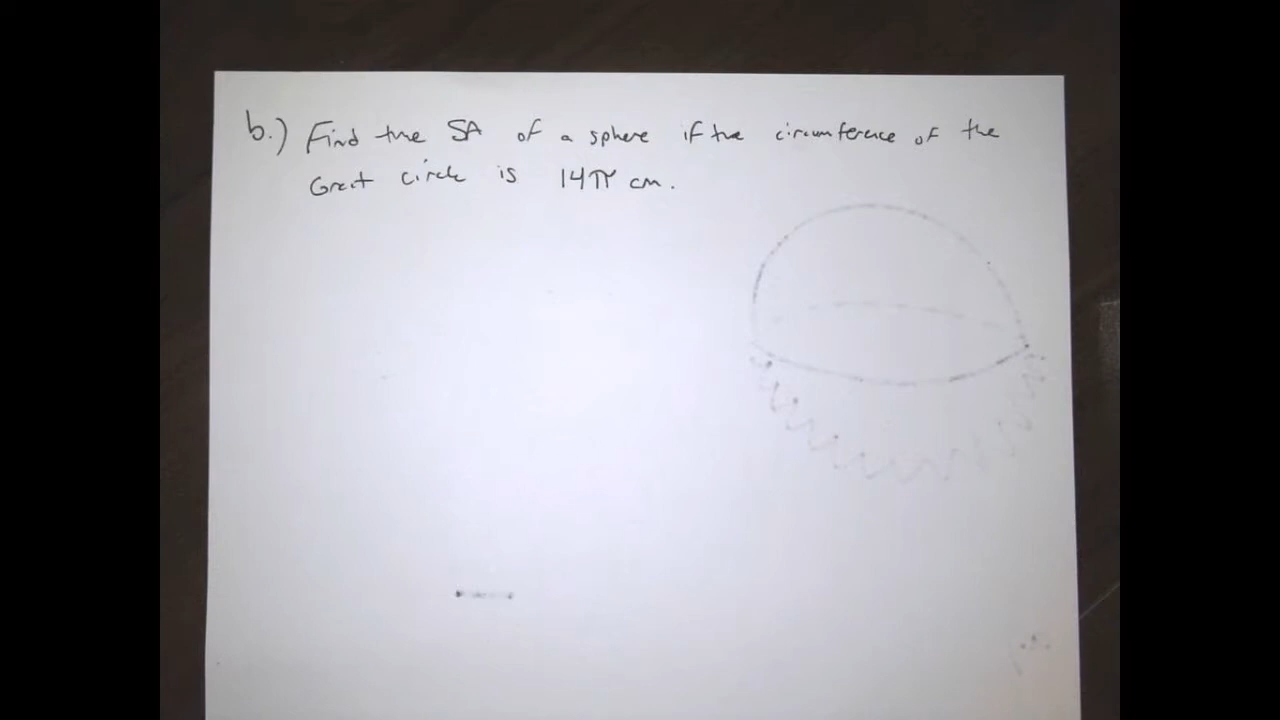 b.) Find the SA of a sphere if the circumference of the
Great circle is 14π cm.